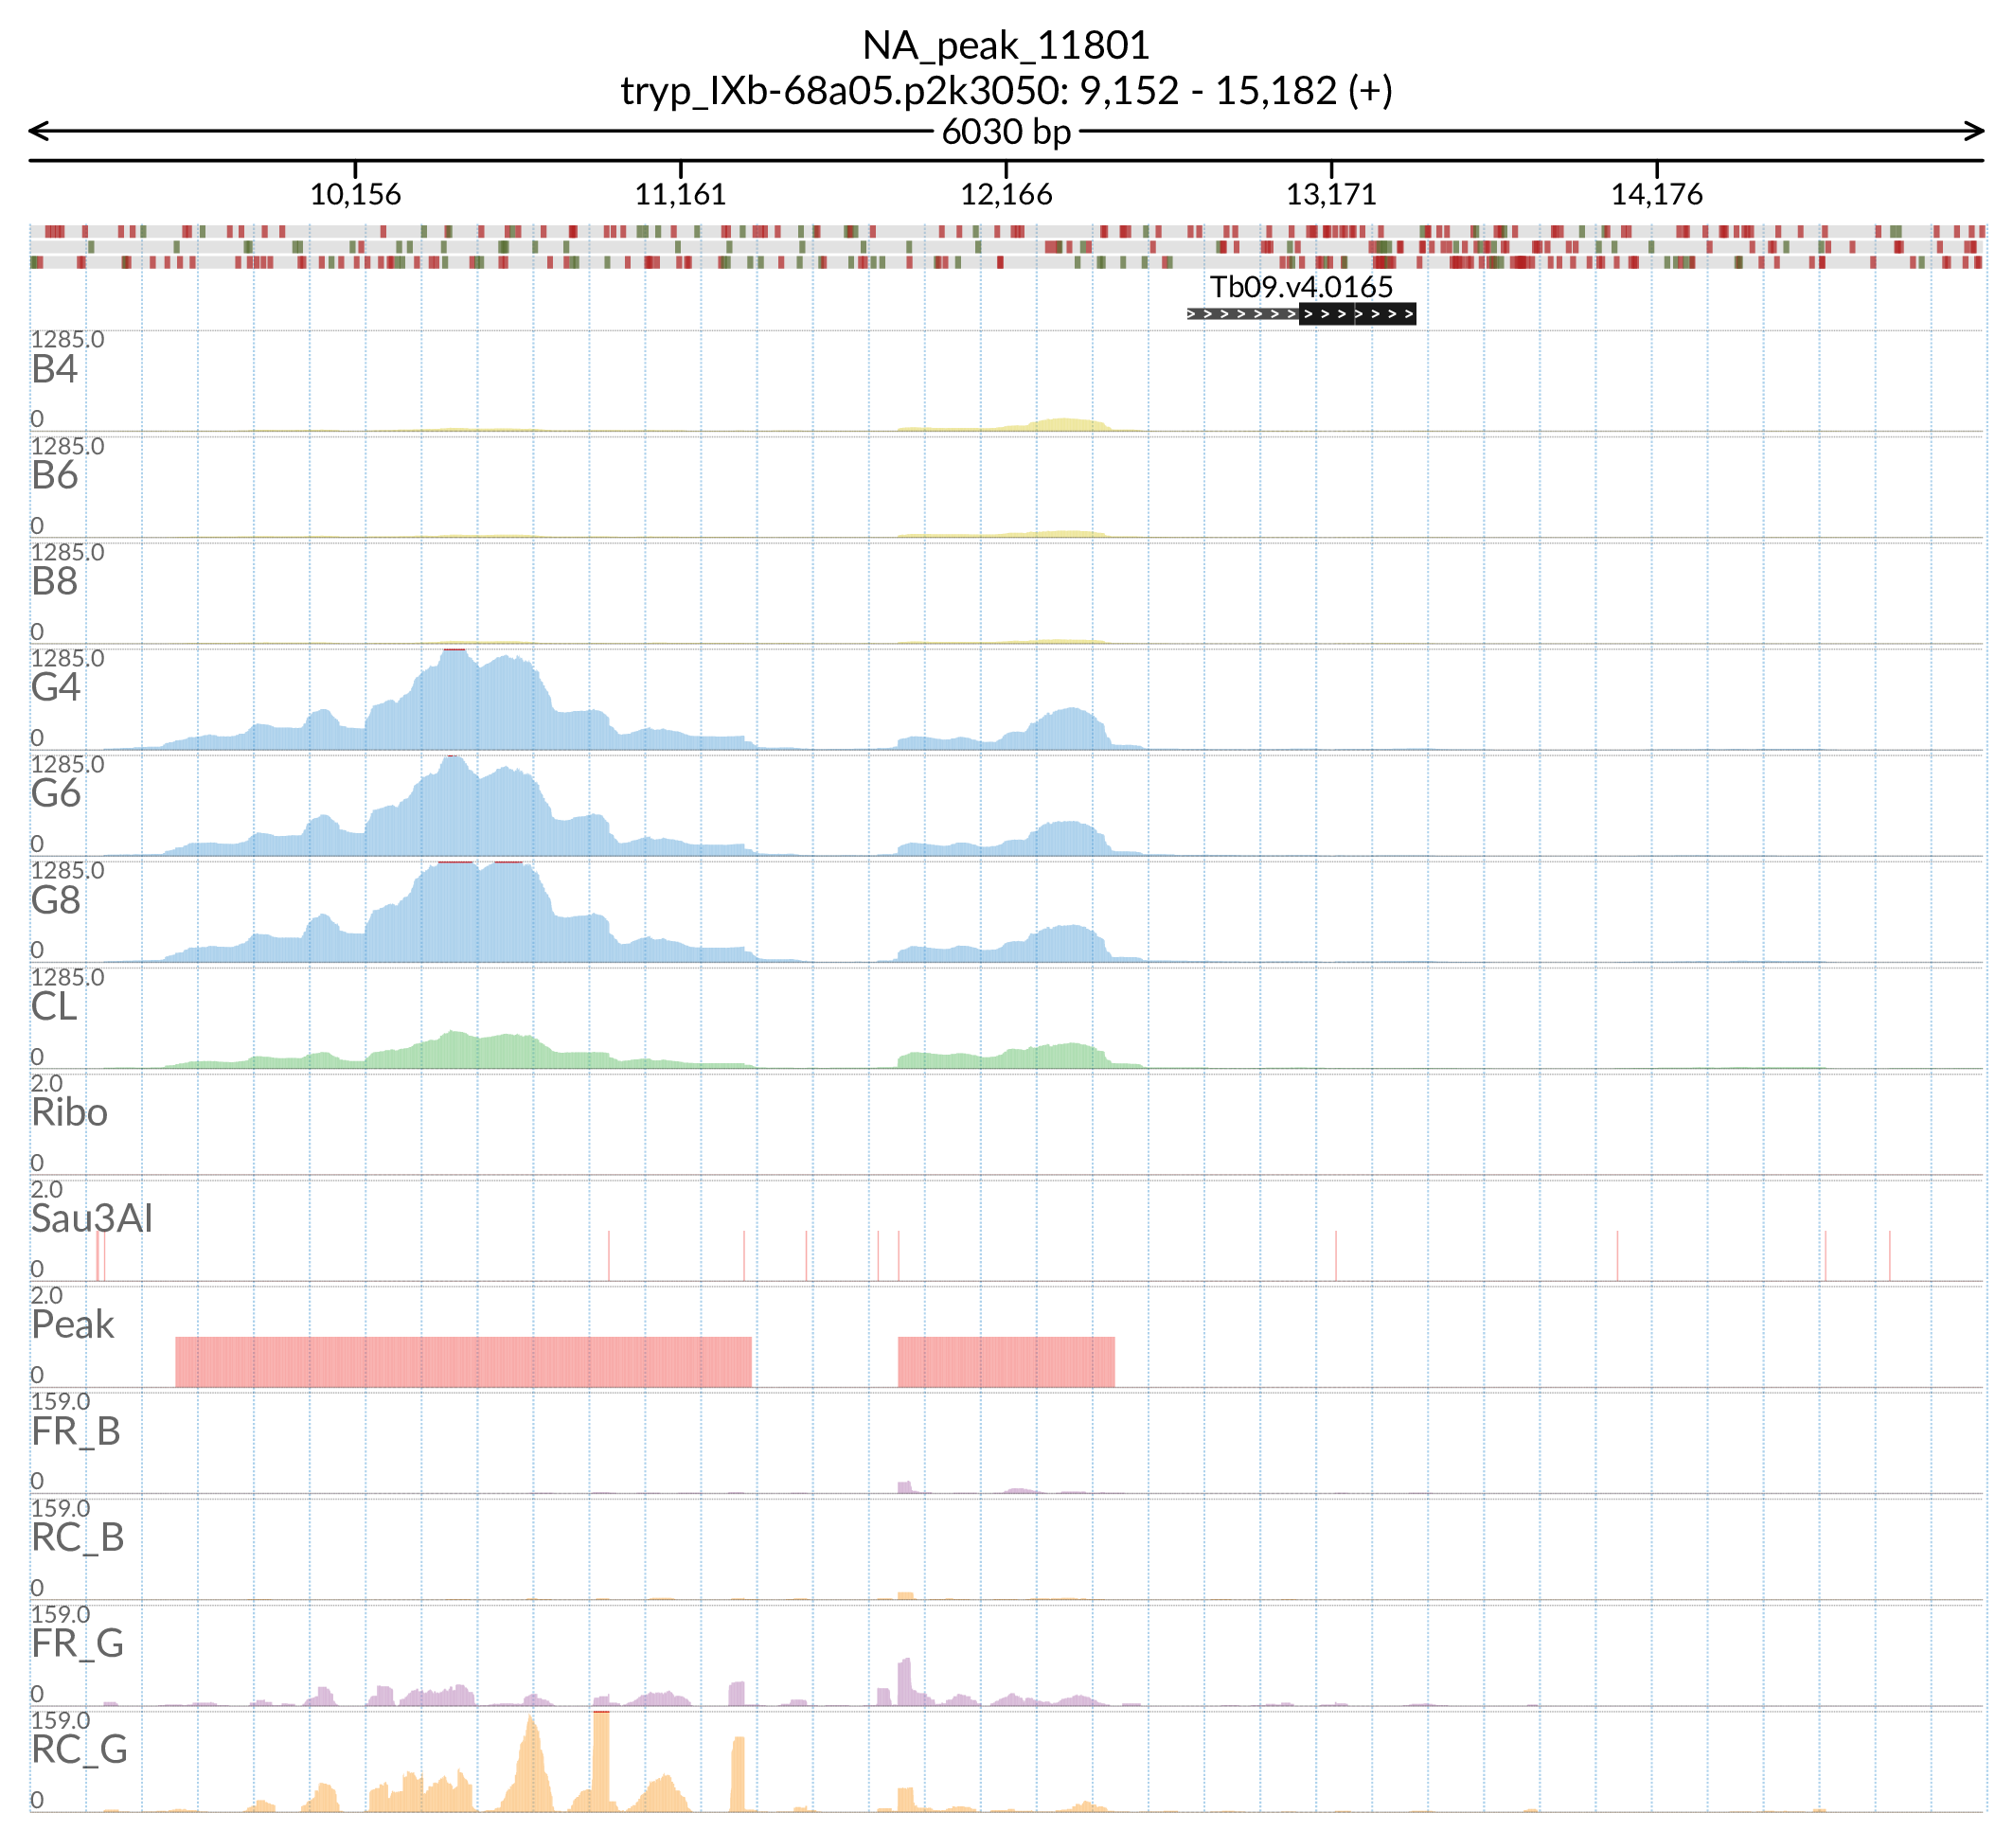 NA_peak_11801
tryp_IXb-68a05.p2k3050: 9,152 - 15,182 (+)
6030 bp
10,156 11,161 12,166 13,171 14,176
Tb09.v4.0165
1285.0
B4
0
1285.0
B6
0
1285.0
B8
0
1285.0
G4
0
1285.0
G6
0
1285.0
G8
0
1285.0
CL
0
2.0
Ribo
0
2.0
Sau3AI
0
2.0
Peak
0
159.0
FR_B
0
159.0
RC_B
0
159.0
FR_G
0
159.0
RC_G
0